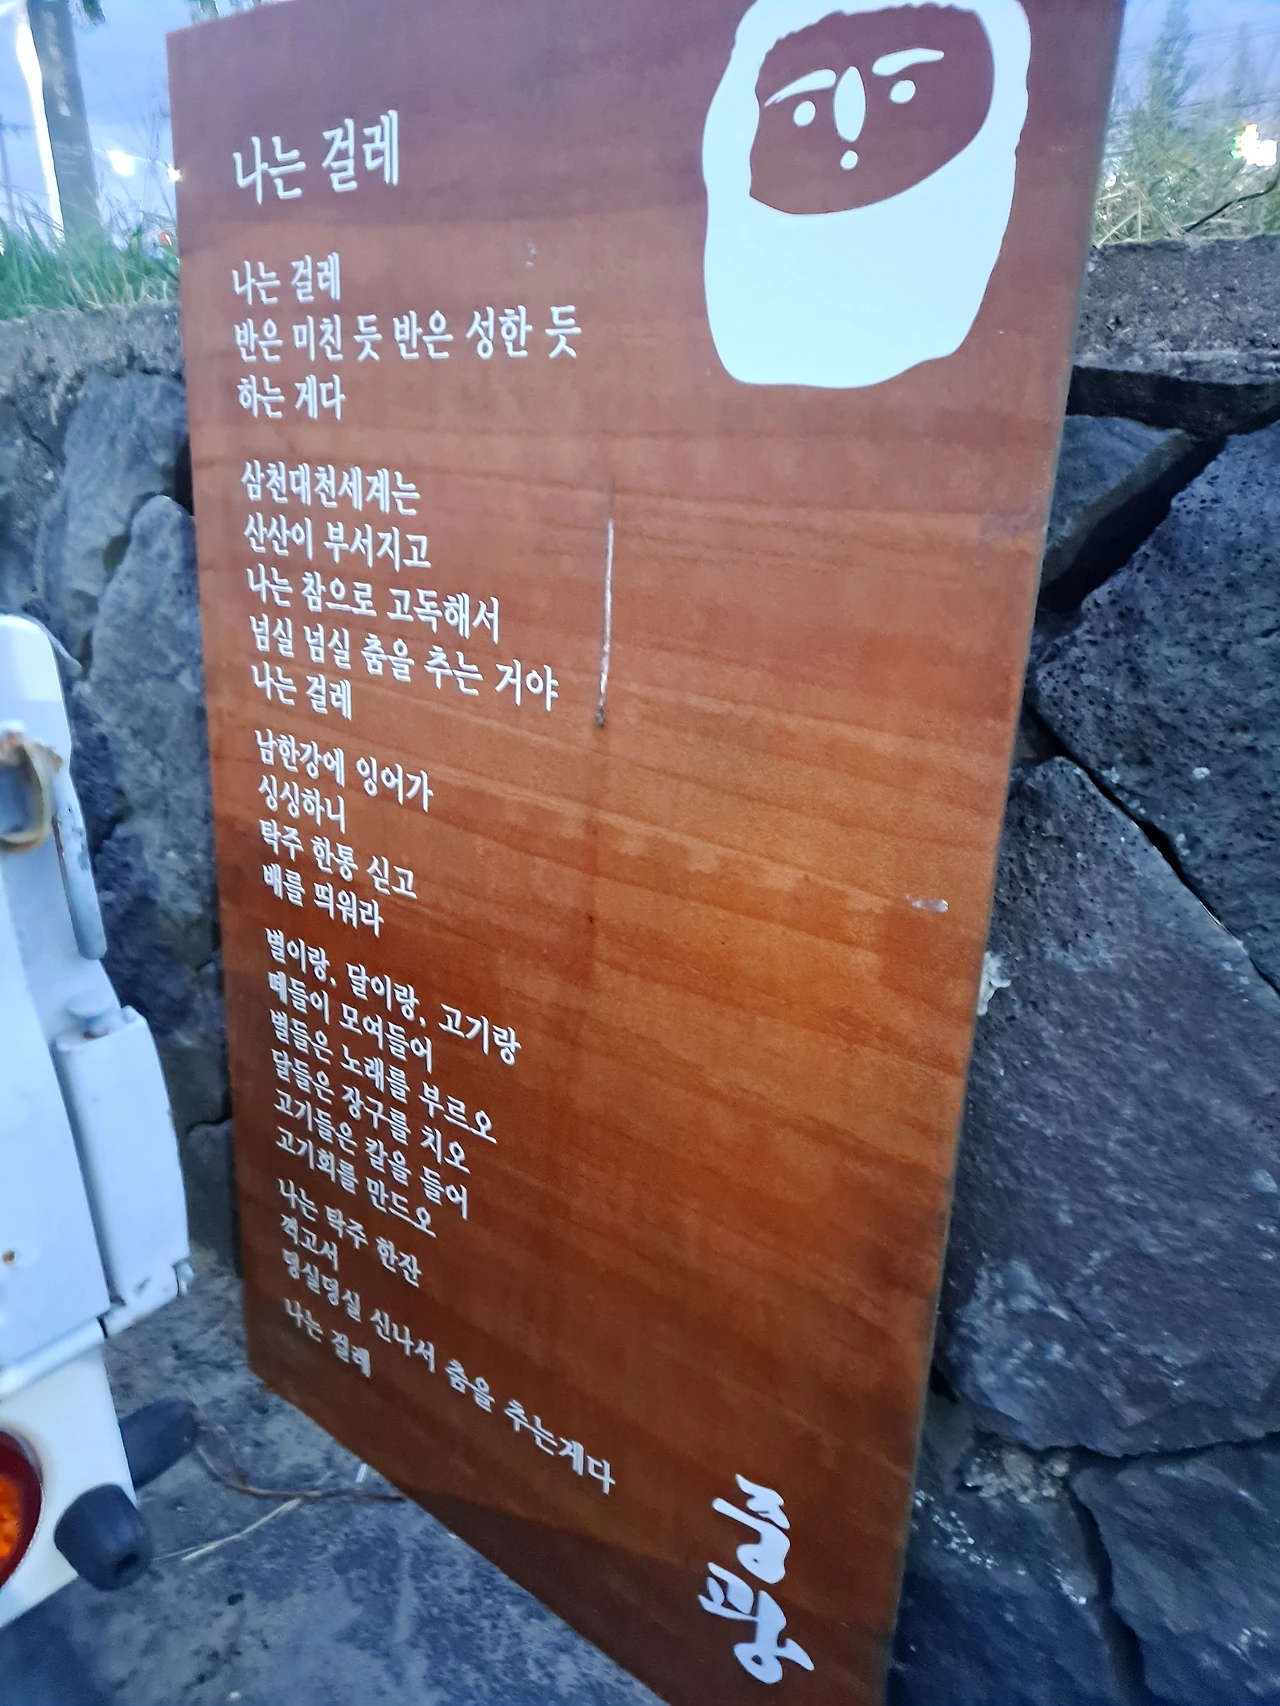 나는 걸레
나는 걸레
반은 미친 듯 반은 성한 듯
하는 게다
삼천대천세계는
산산이 부서지고
나는 참으로 고독해서
넘실 넘실 춤을 추는 거야
나는 걸레
남한강에 잉어가
싱싱하니
탁주 한통 싣고
배를 띄워라
별이랑, 달이랑, 고기랑
떼들이 모여들어
별들은 노래를 부르오
달들은 장구를 치오
고기들은 칼을 들어
고기회를 만드오
나는 탁주 한잔
꺽고서
덩실덩실 신나서 춤을 추는게다
나는 걸레
중광